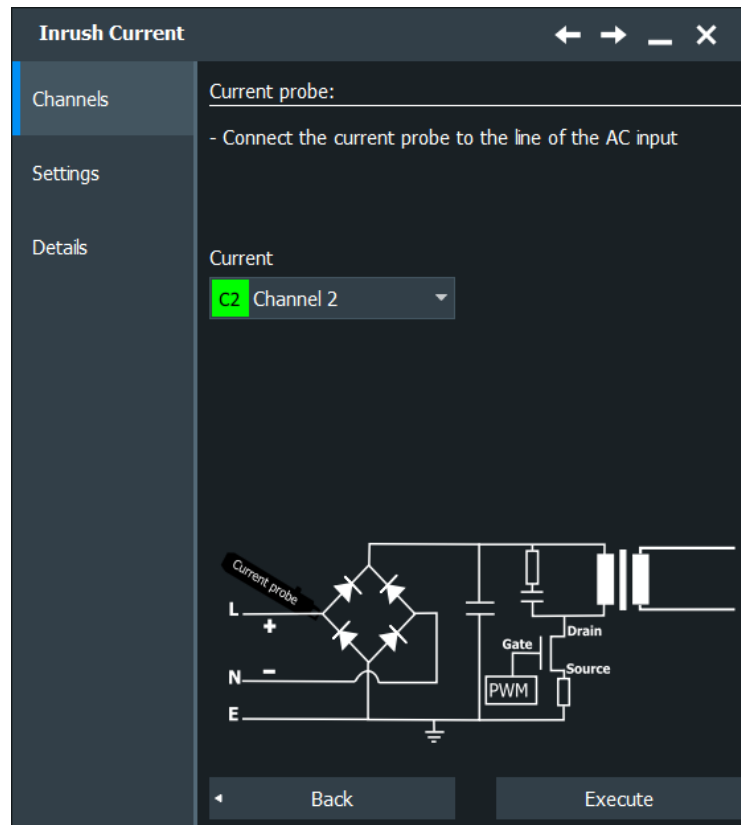 Inrush Current
Channels
Settings
Details
Current probe:
- Connect the current probe to the line of the AC input
Current
C2 Channel 2
Current probe
L
+
N
-
E
Gate
Drain
Source
PWM
Back
Execute